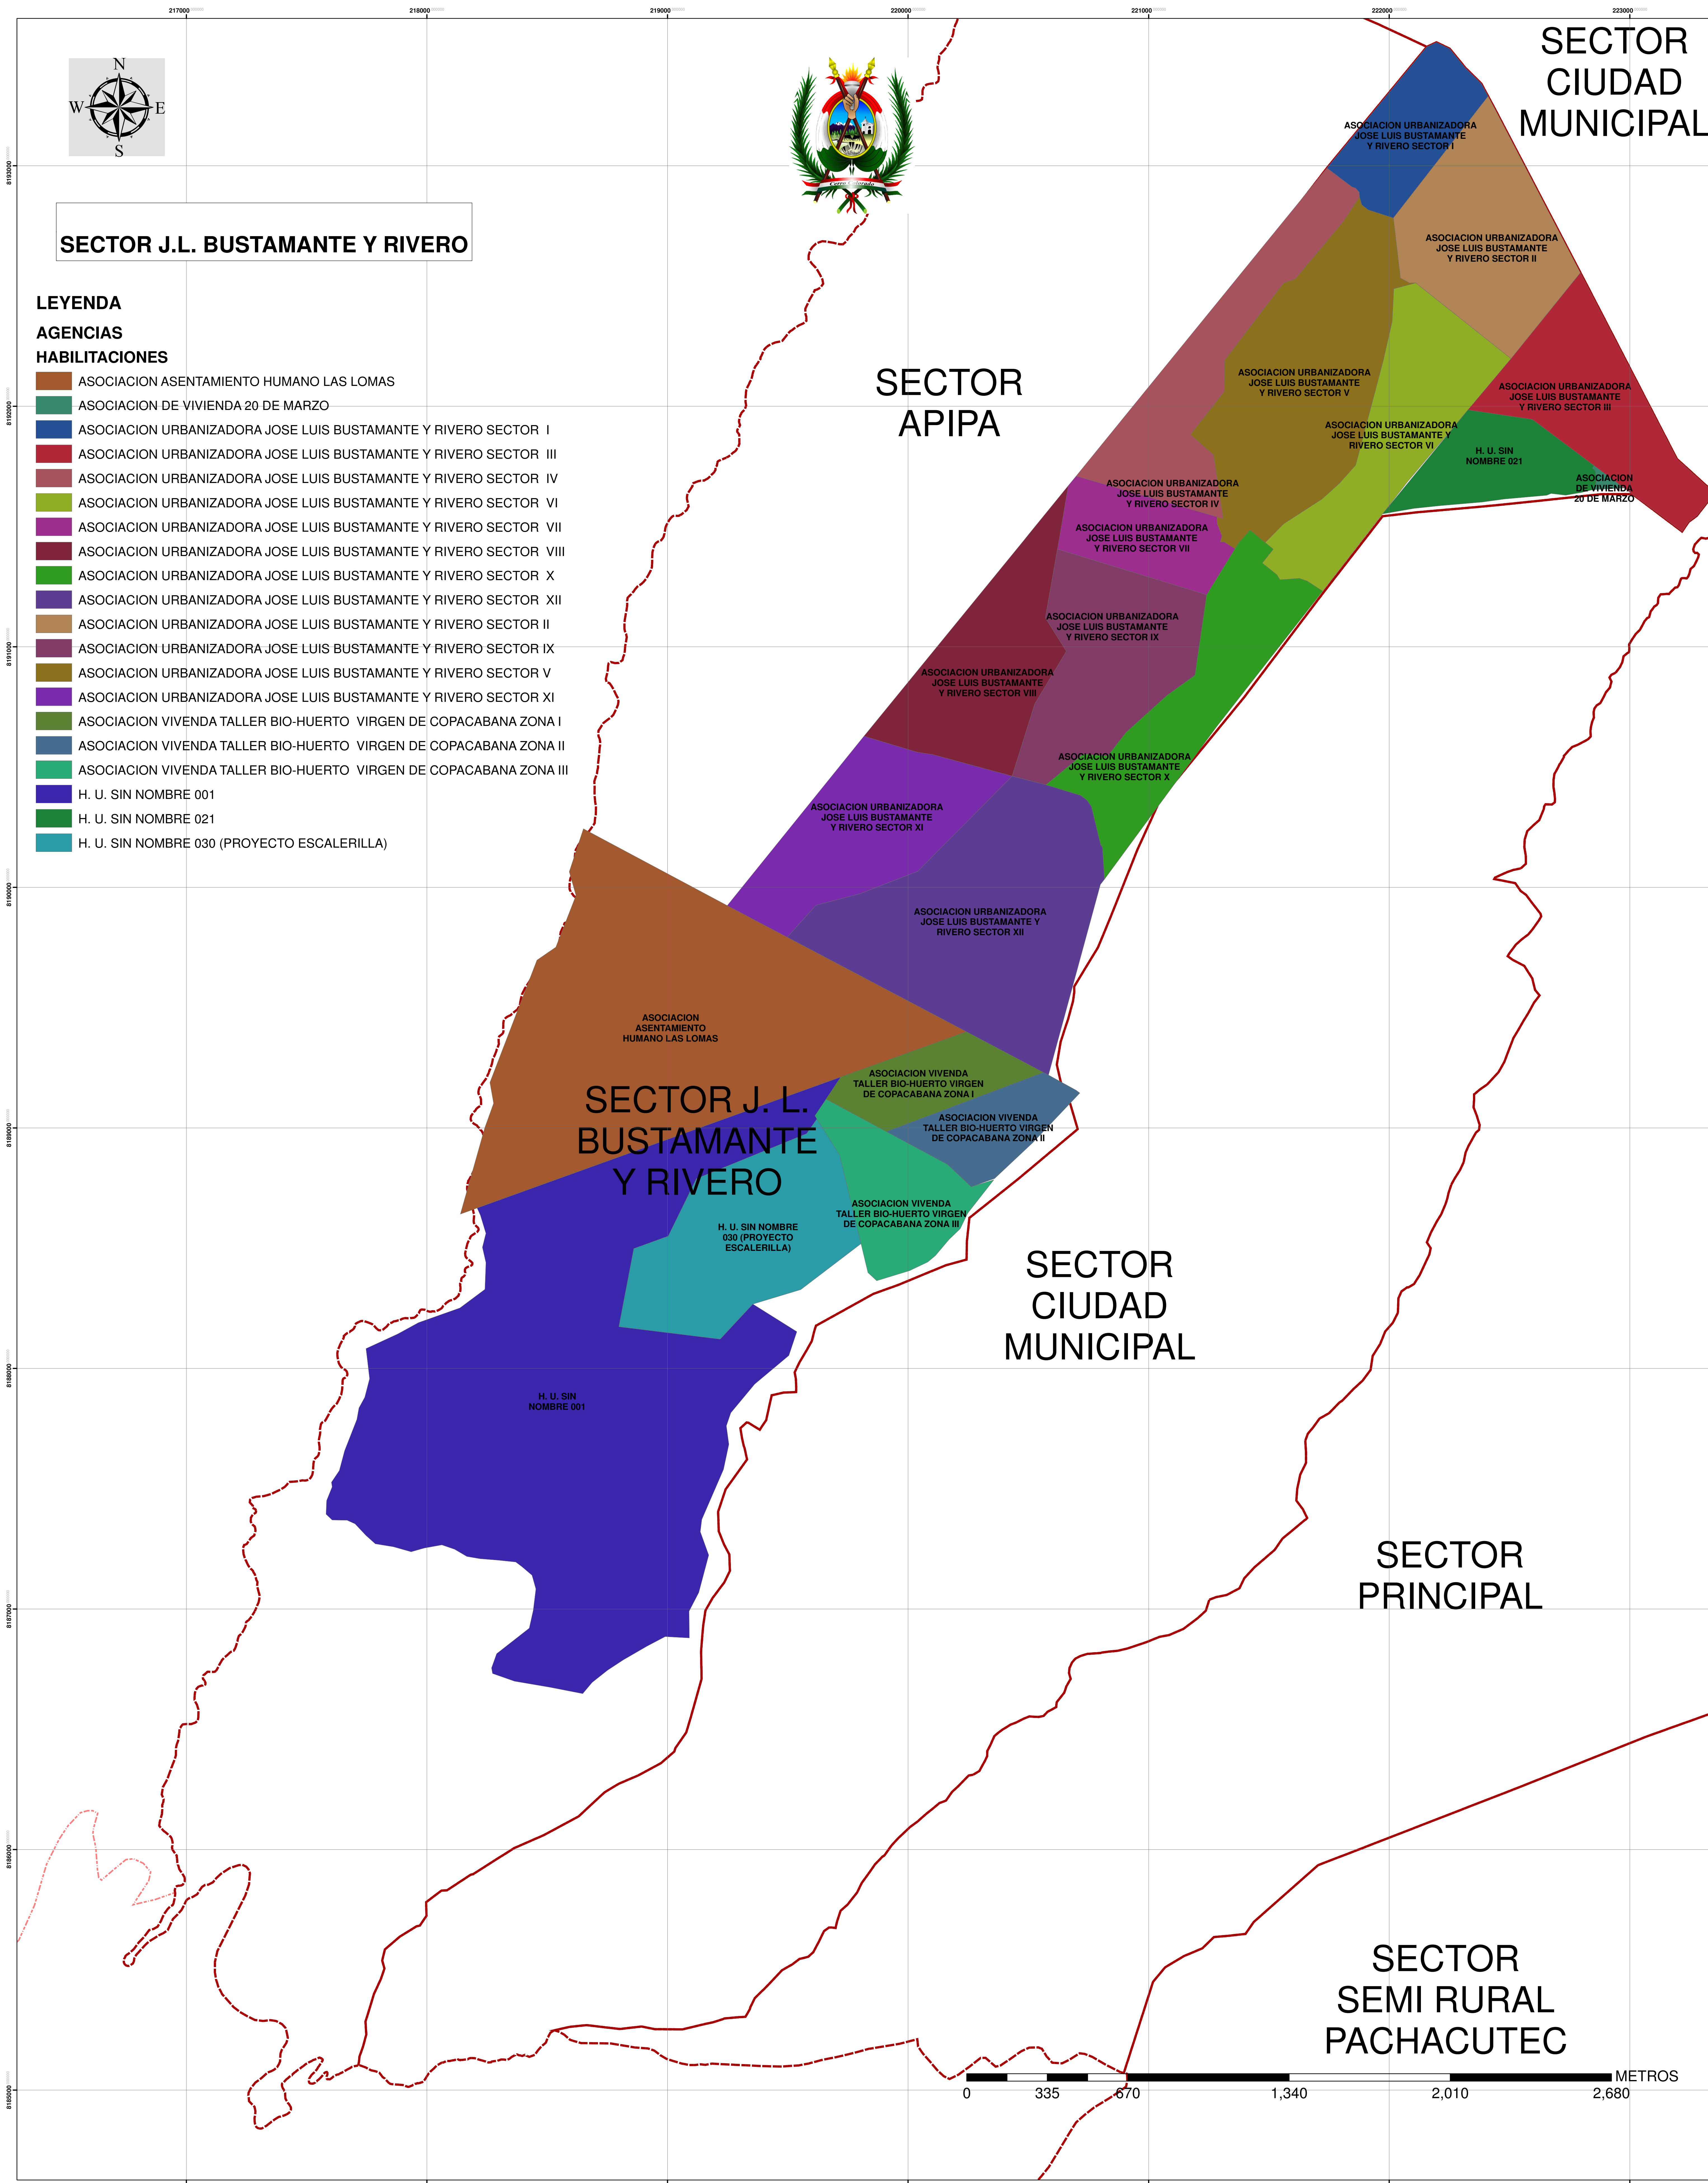 217000
218000
219000
220000
221000
222000
223000
SECTOR
CIUDAD
MUNICIPAL
N
W
E
S
SECTOR J.L. BUSTAMANTE Y RIVERO
LEYENDA
AGENCIAS
HABILITACIONES
ASOCIACION ASENTAMIENTO HUMANO LAS LOMAS
ASOCIACION DE VIVIENDA 20 DE MARZO
ASOCIACION URBANIZADORA JOSE LUIS BUSTAMANTE Y RIVERO SECTOR I
ASOCIACION URBANIZADORA JOSE LUIS BUSTAMANTE Y RIVERO SECTOR III
ASOCIACION URBANIZADORA JOSE LUIS BUSTAMANTE Y RIVERO SECTOR IV
ASOCIACION URBANIZADORA JOSE LUIS BUSTAMANTE Y RIVERO SECTOR VI
ASOCIACION URBANIZADORA JOSE LUIS BUSTAMANTE Y RIVERO SECTOR VII
ASOCIACION URBANIZADORA JOSE LUIS BUSTAMANTE Y RIVERO SECTOR VIII
ASOCIACION URBANIZADORA JOSE LUIS BUSTAMANTE Y RIVERO SECTOR X
ASOCIACION URBANIZADORA JOSE LUIS BUSTAMANTE Y RIVERO SECTOR XII
ASOCIACION URBANIZADORA JOSE LUIS BUSTAMANTE Y RIVERO SECTOR II
ASOCIACION URBANIZADORA JOSE LUIS BUSTAMANTE Y RIVERO SECTOR IX
ASOCIACION URBANIZADORA JOSE LUIS BUSTAMANTE Y RIVERO SECTOR V
ASOCIACION URBANIZADORA JOSE LUIS BUSTAMANTE Y RIVERO SECTOR XI
ASOCIACION VIVENDA TALLER BIO-HUERTO VIRGEN DE COPACABANA ZONA I
ASOCIACION VIVENDA TALLER BIO-HUERTO VIRGEN DE COPACABANA ZONA II
ASOCIACION VIVENDA TALLER BIO-HUERTO VIRGEN DE COPACABANA ZONA III
H. U. SIN NOMBRE 001
H. U. SIN NOMBRE 021
H. U. SIN NOMBRE 030 (PROYECTO ESCALERILLA)
ASOCIACION URBANIZADORA
JOSE LUIS BUSTAMANTE
Y RIVERO SECTOR I
ASOCIACION URBANIZADORA
JOSE LUIS BUSTAMANTE
Y RIVERO SECTOR II
SECTOR
APIPA
ASOCIACION URBANIZADORA
JOSE LUIS BUSTAMANTE
Y RIVERO SECTOR V
ASOCIACION URBANIZADORA
JOSE LUIS BUSTAMANTE
Y RIVERO SECTOR III
ASOCIACION URBANIZADORA
JOSE LUIS BUSTAMANTE Y
RIVERO SECTOR VI
H. U. SIN
NOMBRE 021
ASOCIACION
DE VIVIENDA
20 DE MARZO
ASOCIACION URBANIZADORA
JOSE LUIS BUSTAMANTE
Y RIVERO SECTOR IV
ASOCIACION URBANIZADORA
JOSE LUIS BUSTAMANTE
Y RIVERO SECTOR VII
ASOCIACION URBANIZADORA
JOSE LUIS BUSTAMANTE
Y RIVERO SECTOR IX
ASOCIACION URBANIZADORA
JOSE LUIS BUSTAMANTE
Y RIVERO SECTOR VIII
ASOCIACION URBANIZADORA
JOSE LUIS BUSTAMANTE
Y RIVERO SECTOR X
ASOCIACION URBANIZADORA
JOSE LUIS BUSTAMANTE
Y RIVERO SECTOR XI
ASOCIACION URBANIZADORA
JOSE LUIS BUSTAMANTE Y
RIVERO SECTOR XII
ASOCIACION
ASENTAMIENTO
HUMANO LAS LOMAS
SECTOR J. L.
BUSTAMANTE
Y RIVERO
ASOCIACION VIVENDA
TALLER BIO-HUERTO VIRGEN
DE COPACABANA ZONA I
ASOCIACION VIVENDA
TALLER BIO-HUERTO VIRGEN
DE COPACABANA ZONA II
ASOCIACION VIVENDA
TALLER BIO-HUERTO VIRGEN
DE COPACABANA ZONA III
H. U. SIN NOMBRE
030 (PROYECTO
ESCALERILLA)
SECTOR
CIUDAD
MUNICIPAL
H. U. SIN
NOMBRE 001
SECTOR
PRINCIPAL
SECTOR
SEMI RURAL
PACHACUTEC
METROS
0
335
670
1,340
2,010
2,680
8193000
8192000
8191000
8190000
8189000
8188000
8187000
8186000
8185000